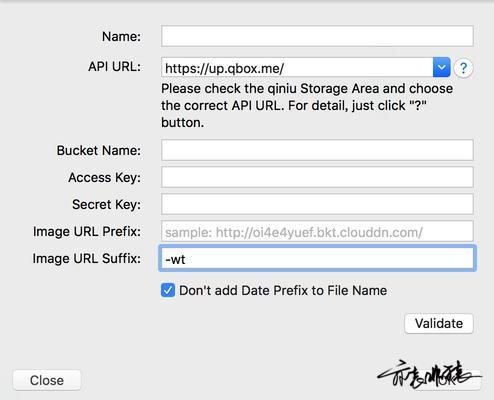 Name:
API URL: https://up.qbox.me/ ?
Please check the qiniu Storage Area and choose
the correct API URL. For detail, just click "?"
button.
Bucket Name:
Access Key:
Secret Key:
Image URL Prefix: sample: http://oi4e4yuef.bkt.clouddn.com/
Image URL Suffix: -wt
Don't add Date Prefix to File Name
Validate
Close